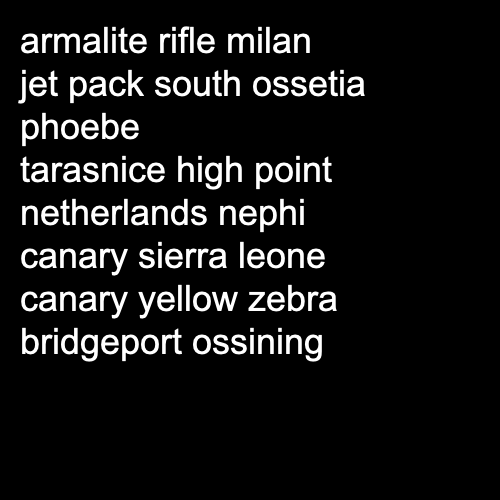 armalite rifle milan
jet pack south ossetia
phoebe
tarasnice high point
netherlands nephi
canary sierra leone
canary yellow zebra
bridgeport ossining